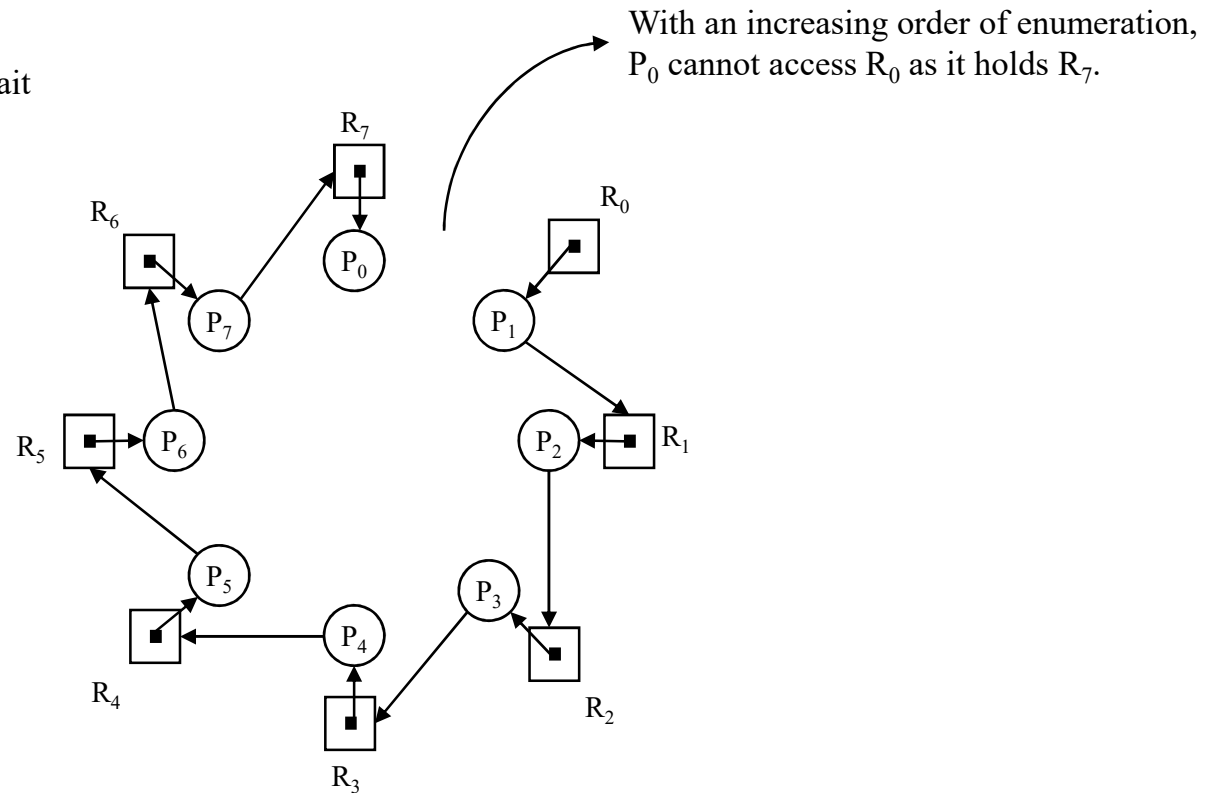 With an increasing order of enumeration,
P₀ cannot access R₀ as it holds R₇.
ait
R₇
R₀
R₆
P₀
P₇
P₁
R₅
P₆
P₂
R₁
P₅
P₃
P₄
R₄
R₂
R₃